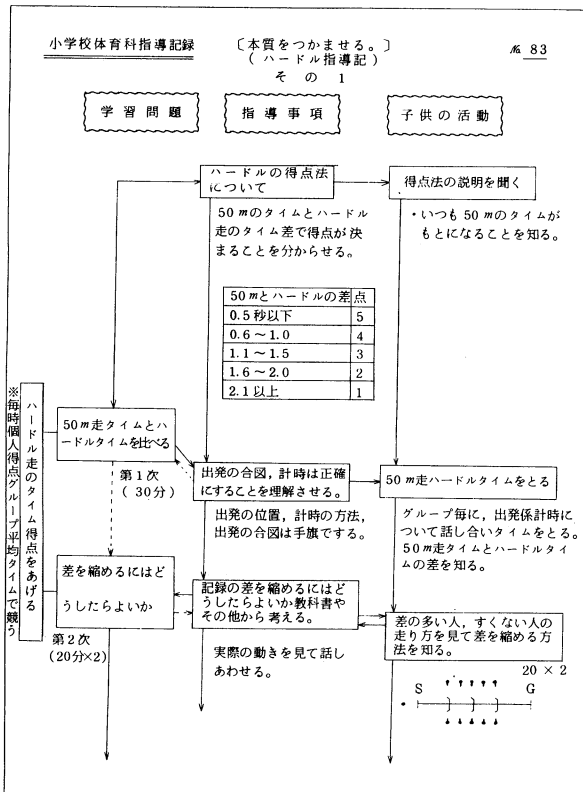 小学校体育科指導記録
〔本質をつかませる。〕
(ハードル指導記)
その1
№ 83
学習問題
指導事項
子供の活動
ハードルの得点法
について
得点法の説明を聞く
50mのタイムとハードル
走のタイム差で得点が決
まることを分からせる。
・いつも50mのタイムが
もとになることを知る。
50mとハードルの差 点
0.5秒以下 5
0.6～1.0 4
1.1～1.5 3
1.6～2.0 2
2.1以上 1
※毎時個人得点グループ平均タイムで競う
ハードル走のタイム得点をあげる
50m走タイムとハ
ードルタイムを比べる
第1次
(30分)
出発の合図,計時は正確
にすることを理解させる。
50m走ハードルタイムをとる
出発の位置,計時の方法,
出発の合図は手旗でする。
グループ毎に,出発係計時に
ついて話し合いタイムをとる。
50m走タイムとハードルタイ
ムの差を知る。
差を縮めるにはど
うしたらよいか
第2次
(20分×2)
記録の差を縮めるにはど
うしたらよいか教科書や
その他から考える。
差の多い人,すくない人の
走り方を見て差を縮める方
法を知る。
実際の動きを見て話し
あわせる。
20×2
S G